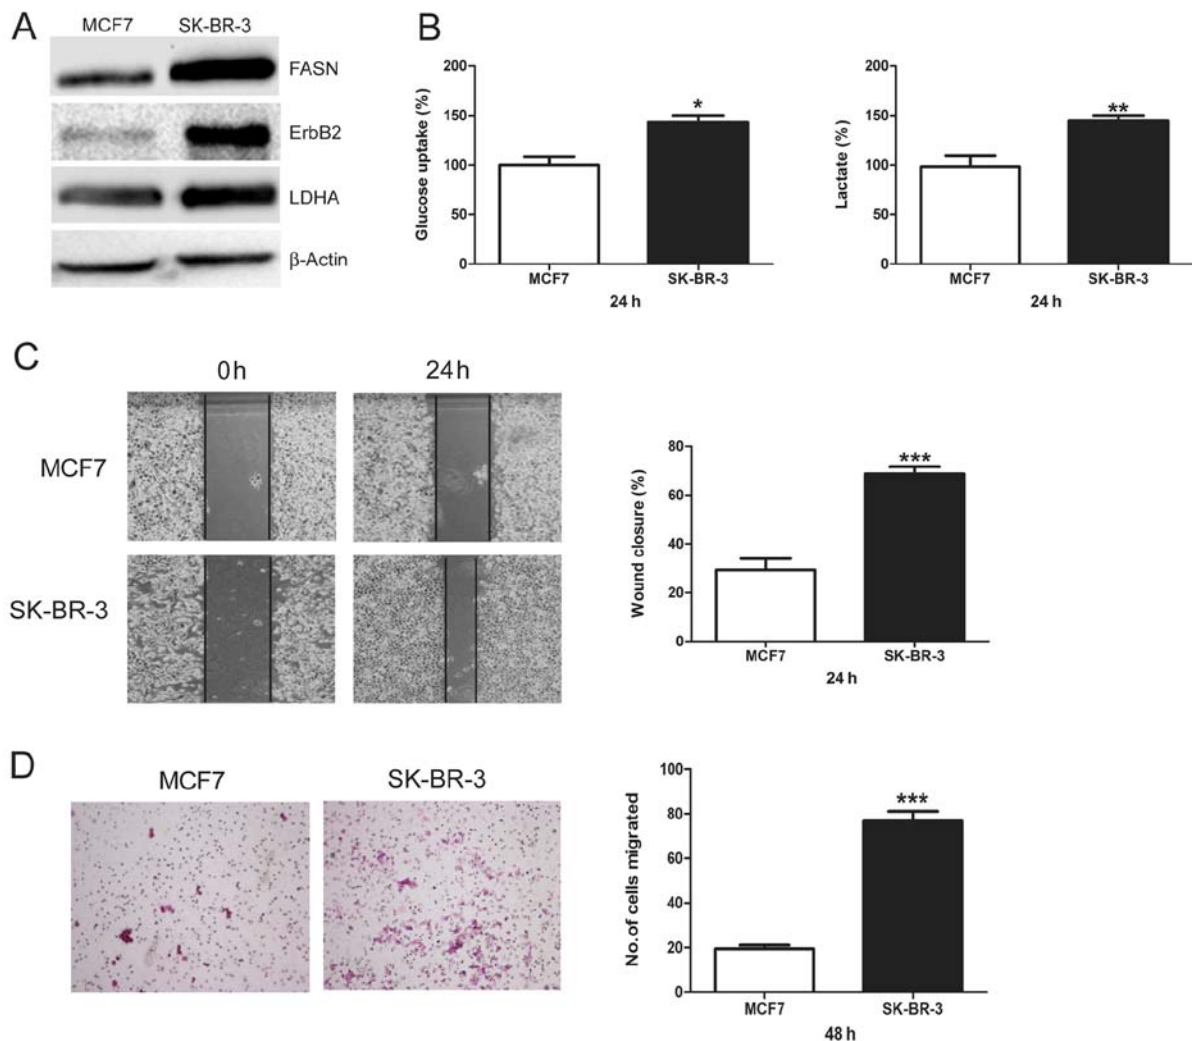 A
MCF7 SK-BR-3
FASN
ErbB2
LDHA
β-Actin
B
Glucose uptake (%)
200
150
100
50
0
*
MCF7 SK-BR-3
24 h
Lactate (%)
200
150
100
50
0
**
MCF7 SK-BR-3
24 h
C
0h 24h
MCF7
SK-BR-3
Wound closure (%)
80
60
40
20
0
***
MCF7 SK-BR-3
24 h
D
MCF7 SK-BR-3
No.of cells migrated
100
80
60
40
20
0
***
MCF7 SK-BR-3
48 h